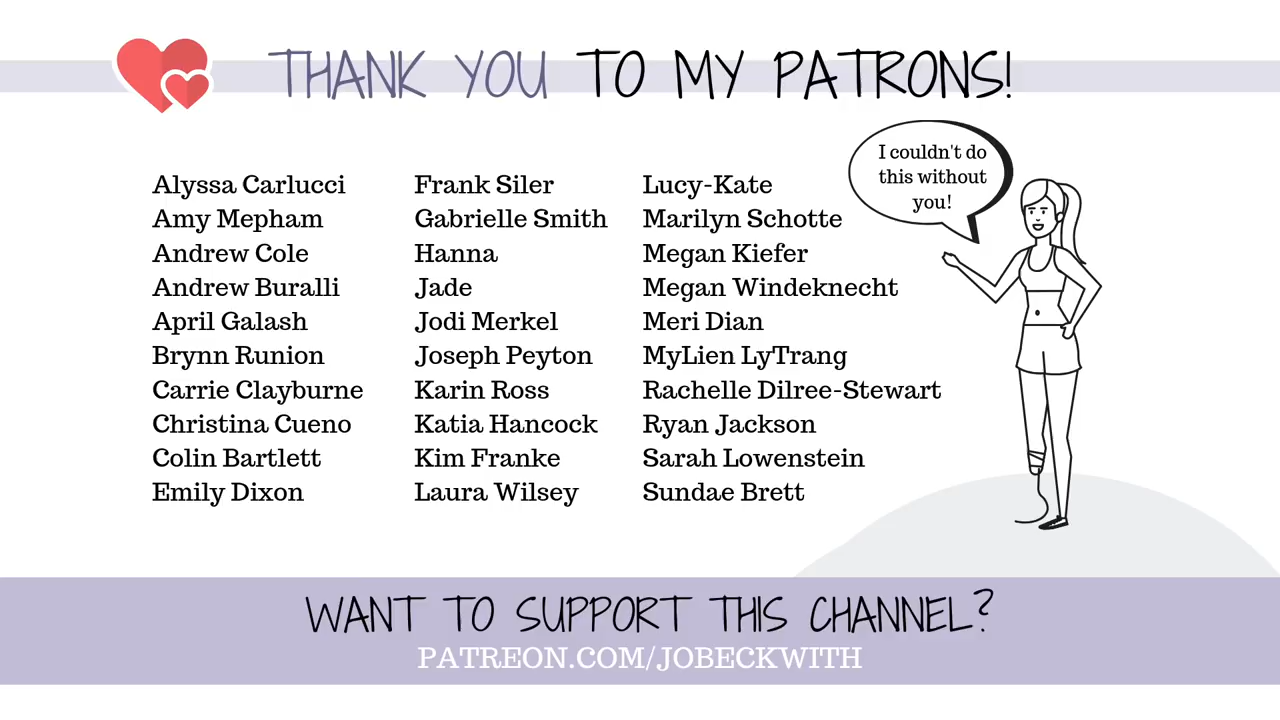 THANK YOU TO MY PATRONS!
I couldn't do
this without
you!
Alyssa Carlucci
Amy Mepham
Andrew Cole
Andrew Buralli
April Galash
Brynn Runion
Carrie Clayburne
Christina Cueno
Colin Bartlett
Emily Dixon
Frank Siler
Gabrielle Smith
Hanna
Jade
Jodi Merkel
Joseph Peyton
Karin Ross
Katia Hancock
Kim Franke
Laura Wilsey
Lucy-Kate
Marilyn Schotte
Megan Kiefer
Megan Windeknecht
Meri Dian
MyLien LyTrang
Rachelle Dilree-Stewart
Ryan Jackson
Sarah Lowenstein
Sundae Brett
WANT TO SUPPORT THIS CHANNEL?
PATREON.COM/JOBECKWITH